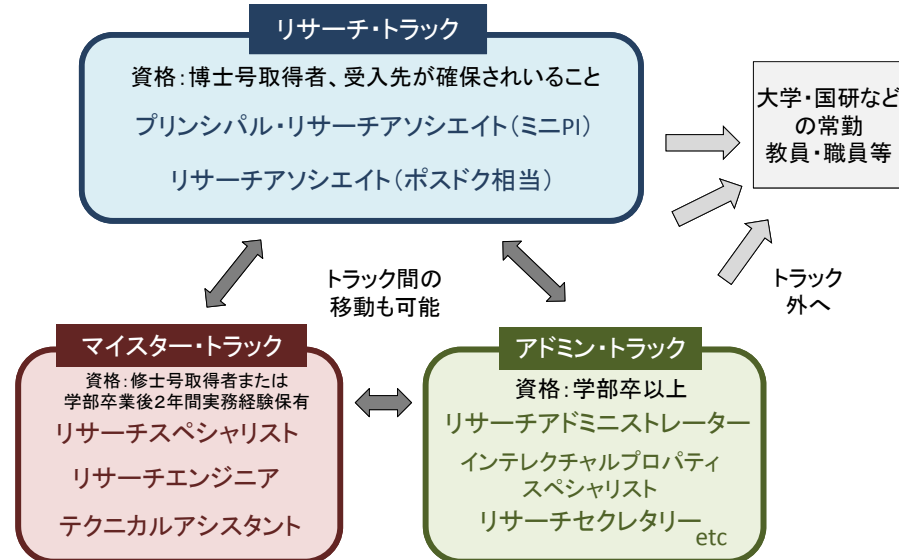 リサーチ・トラック
資格：博士号取得者、受入先が確保されいること
プリンシパル・リサーチアソシエイト（ミニPI）
リサーチアソシエイト（ポスドク相当）
大学・国研など
の常勤
教員・職員等
トラック間の
移動も可能
トラック
外へ
マイスター・トラック
資格：修士号取得者または
学部卒業後２年間実務経験保有
リサーチスペシャリスト
リサーチエンジニア
テクニカルアシスタント
アドミン・トラック
資格：学部卒以上
リサーチアドミニストレーター
インテレクチャルプロパティ
スペシャリスト
リサーチセクレタリー
etc